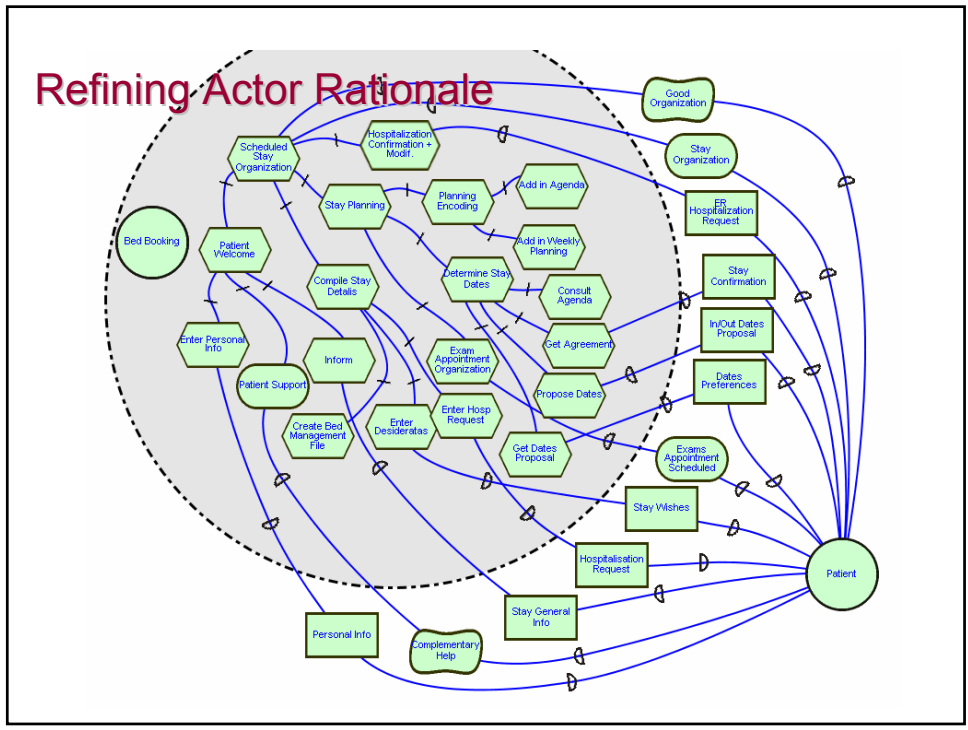 Refining Actor Rationale
Good
Organization
Hospitalization
Confirmation +
Modif.
Scheduled
Stay
Organization
Stay
Organization
Add in Agenda
Planning
Encoding
Stay Planning
ER
Hospitalization
Request
Bed Booking
Patient
Welcome
Add in Weekly
Planning
Determine Stay
Dates
Stay
Confirmation
Compile Stay
Detalis
Consult
Agenda
In/Out Dates
Proposal
Enter Personal
Info
Inform
Exam
Appointment
Organization
Get Agreement
Dates
Preferences
Patient Support
Propose Dates
Create Bed
Management
File
Enter
Desideratas
Enter Hosp
Request
Get Dates
Proposal
Exams
Appointment
Scheduled
Stay Wishes
Hospitalisation
Request
Patient
Stay General
Info
Personal Info
Complementary
Help